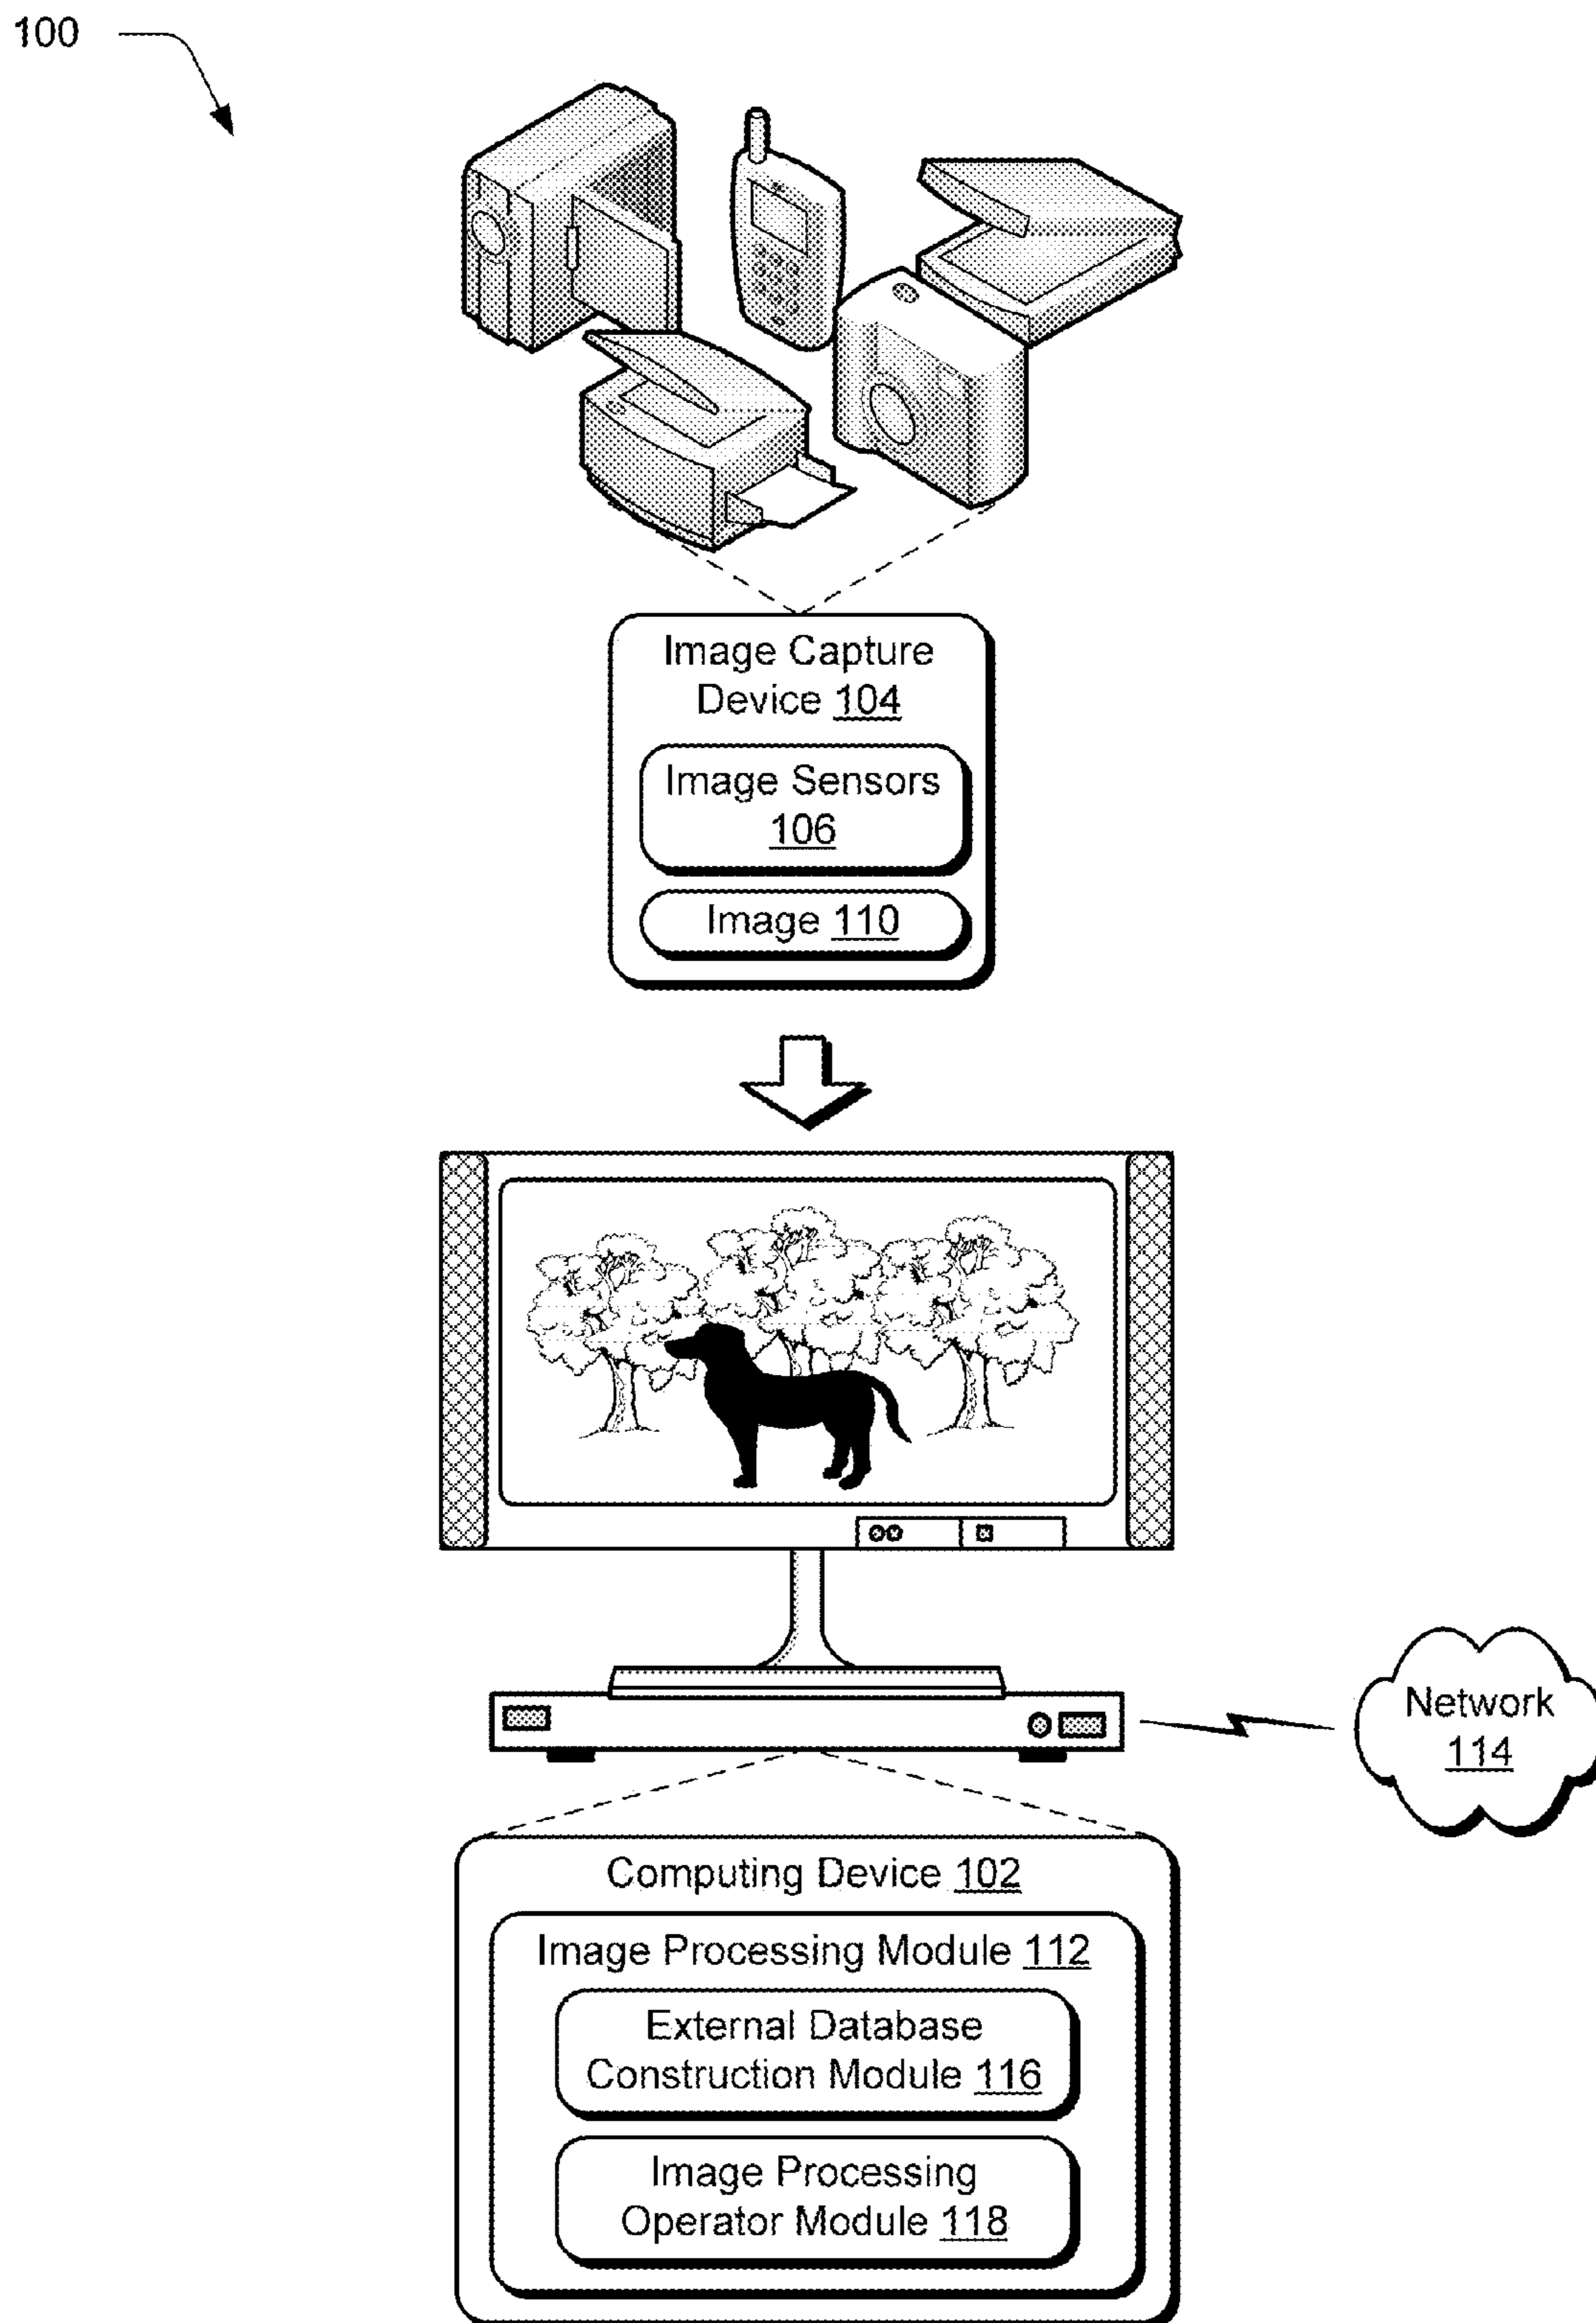 100
Image Capture
Device 104
Image Sensors
106
Image 110
Network
114
Computing Device 102
Image Processing Module 112
External Database
Construction Module 116
Image Processing
Operator Module 118